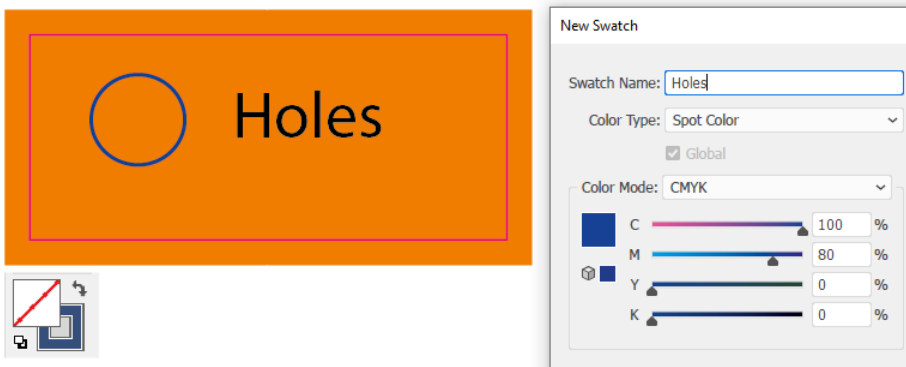 Holes
New Swatch
Swatch Name: Holes
Color Type: Spot Color
Global
Color Mode: CMYK
C 100 %
M 80 %
Y 0 %
K 0 %